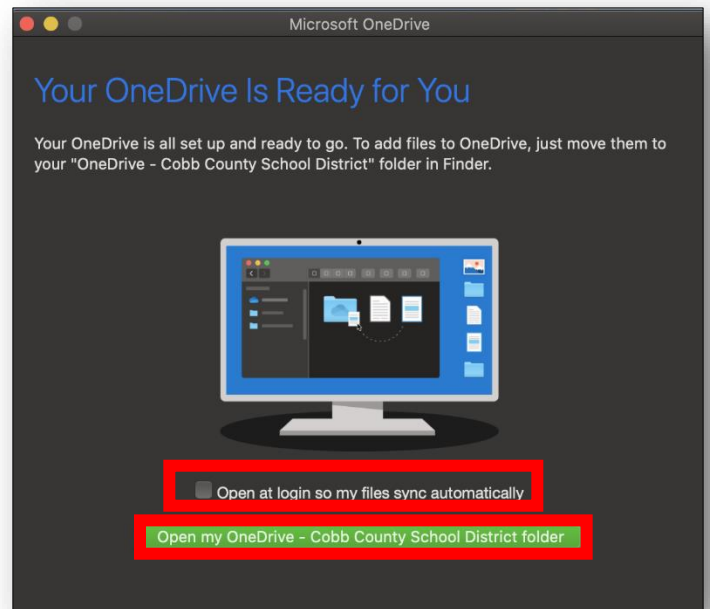 Microsoft OneDrive
Your OneDrive Is Ready for You
Your OneDrive is all set up and ready to go. To add files to OneDrive, just move them to
your "OneDrive - Cobb County School District" folder in Finder.
Open at login so my files sync automatically
Open my OneDrive - Cobb County School District folder